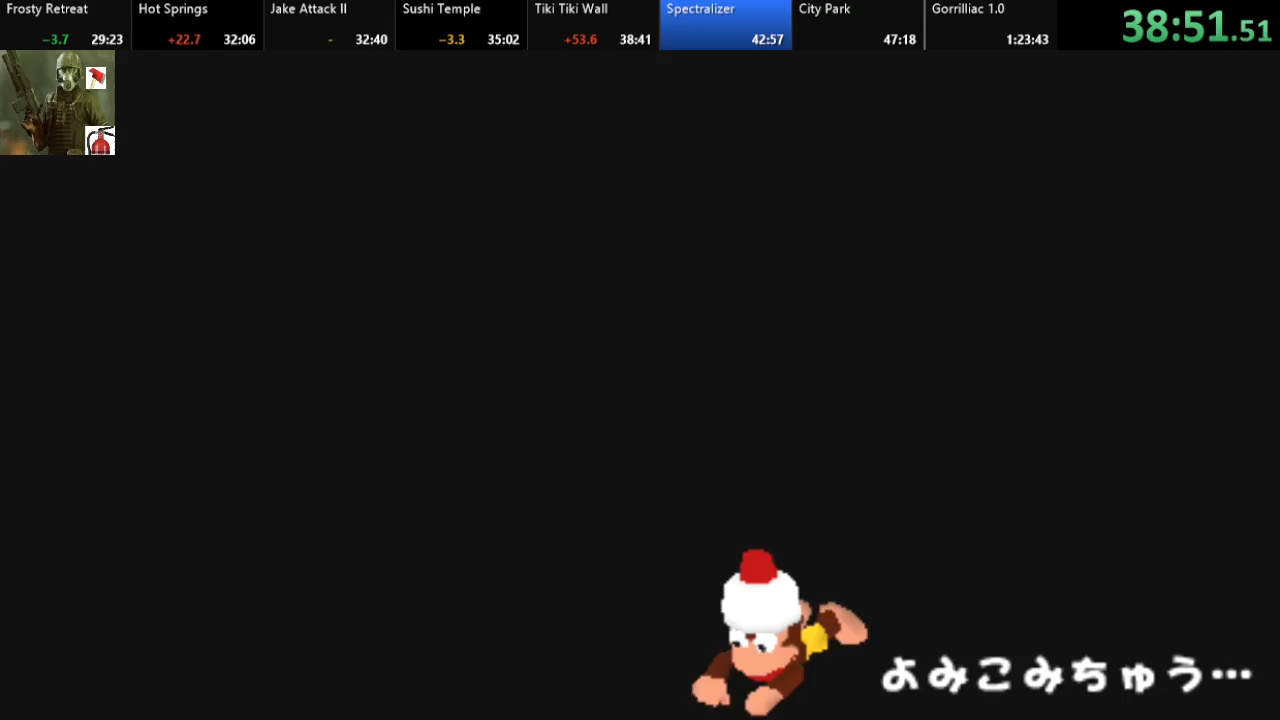 Frosty Retreat
−3.7 29:23
Hot Springs
+22.7 32:06
Jake Attack II
- 32:40
Sushi Temple
−3.3 35:02
Tiki Tiki Wall
+53.6 38:41
Spectralizer
42:57
City Park
47:18
Gorrilliac 1.0
1:23:43
38:51.51
よみこみちゅう…